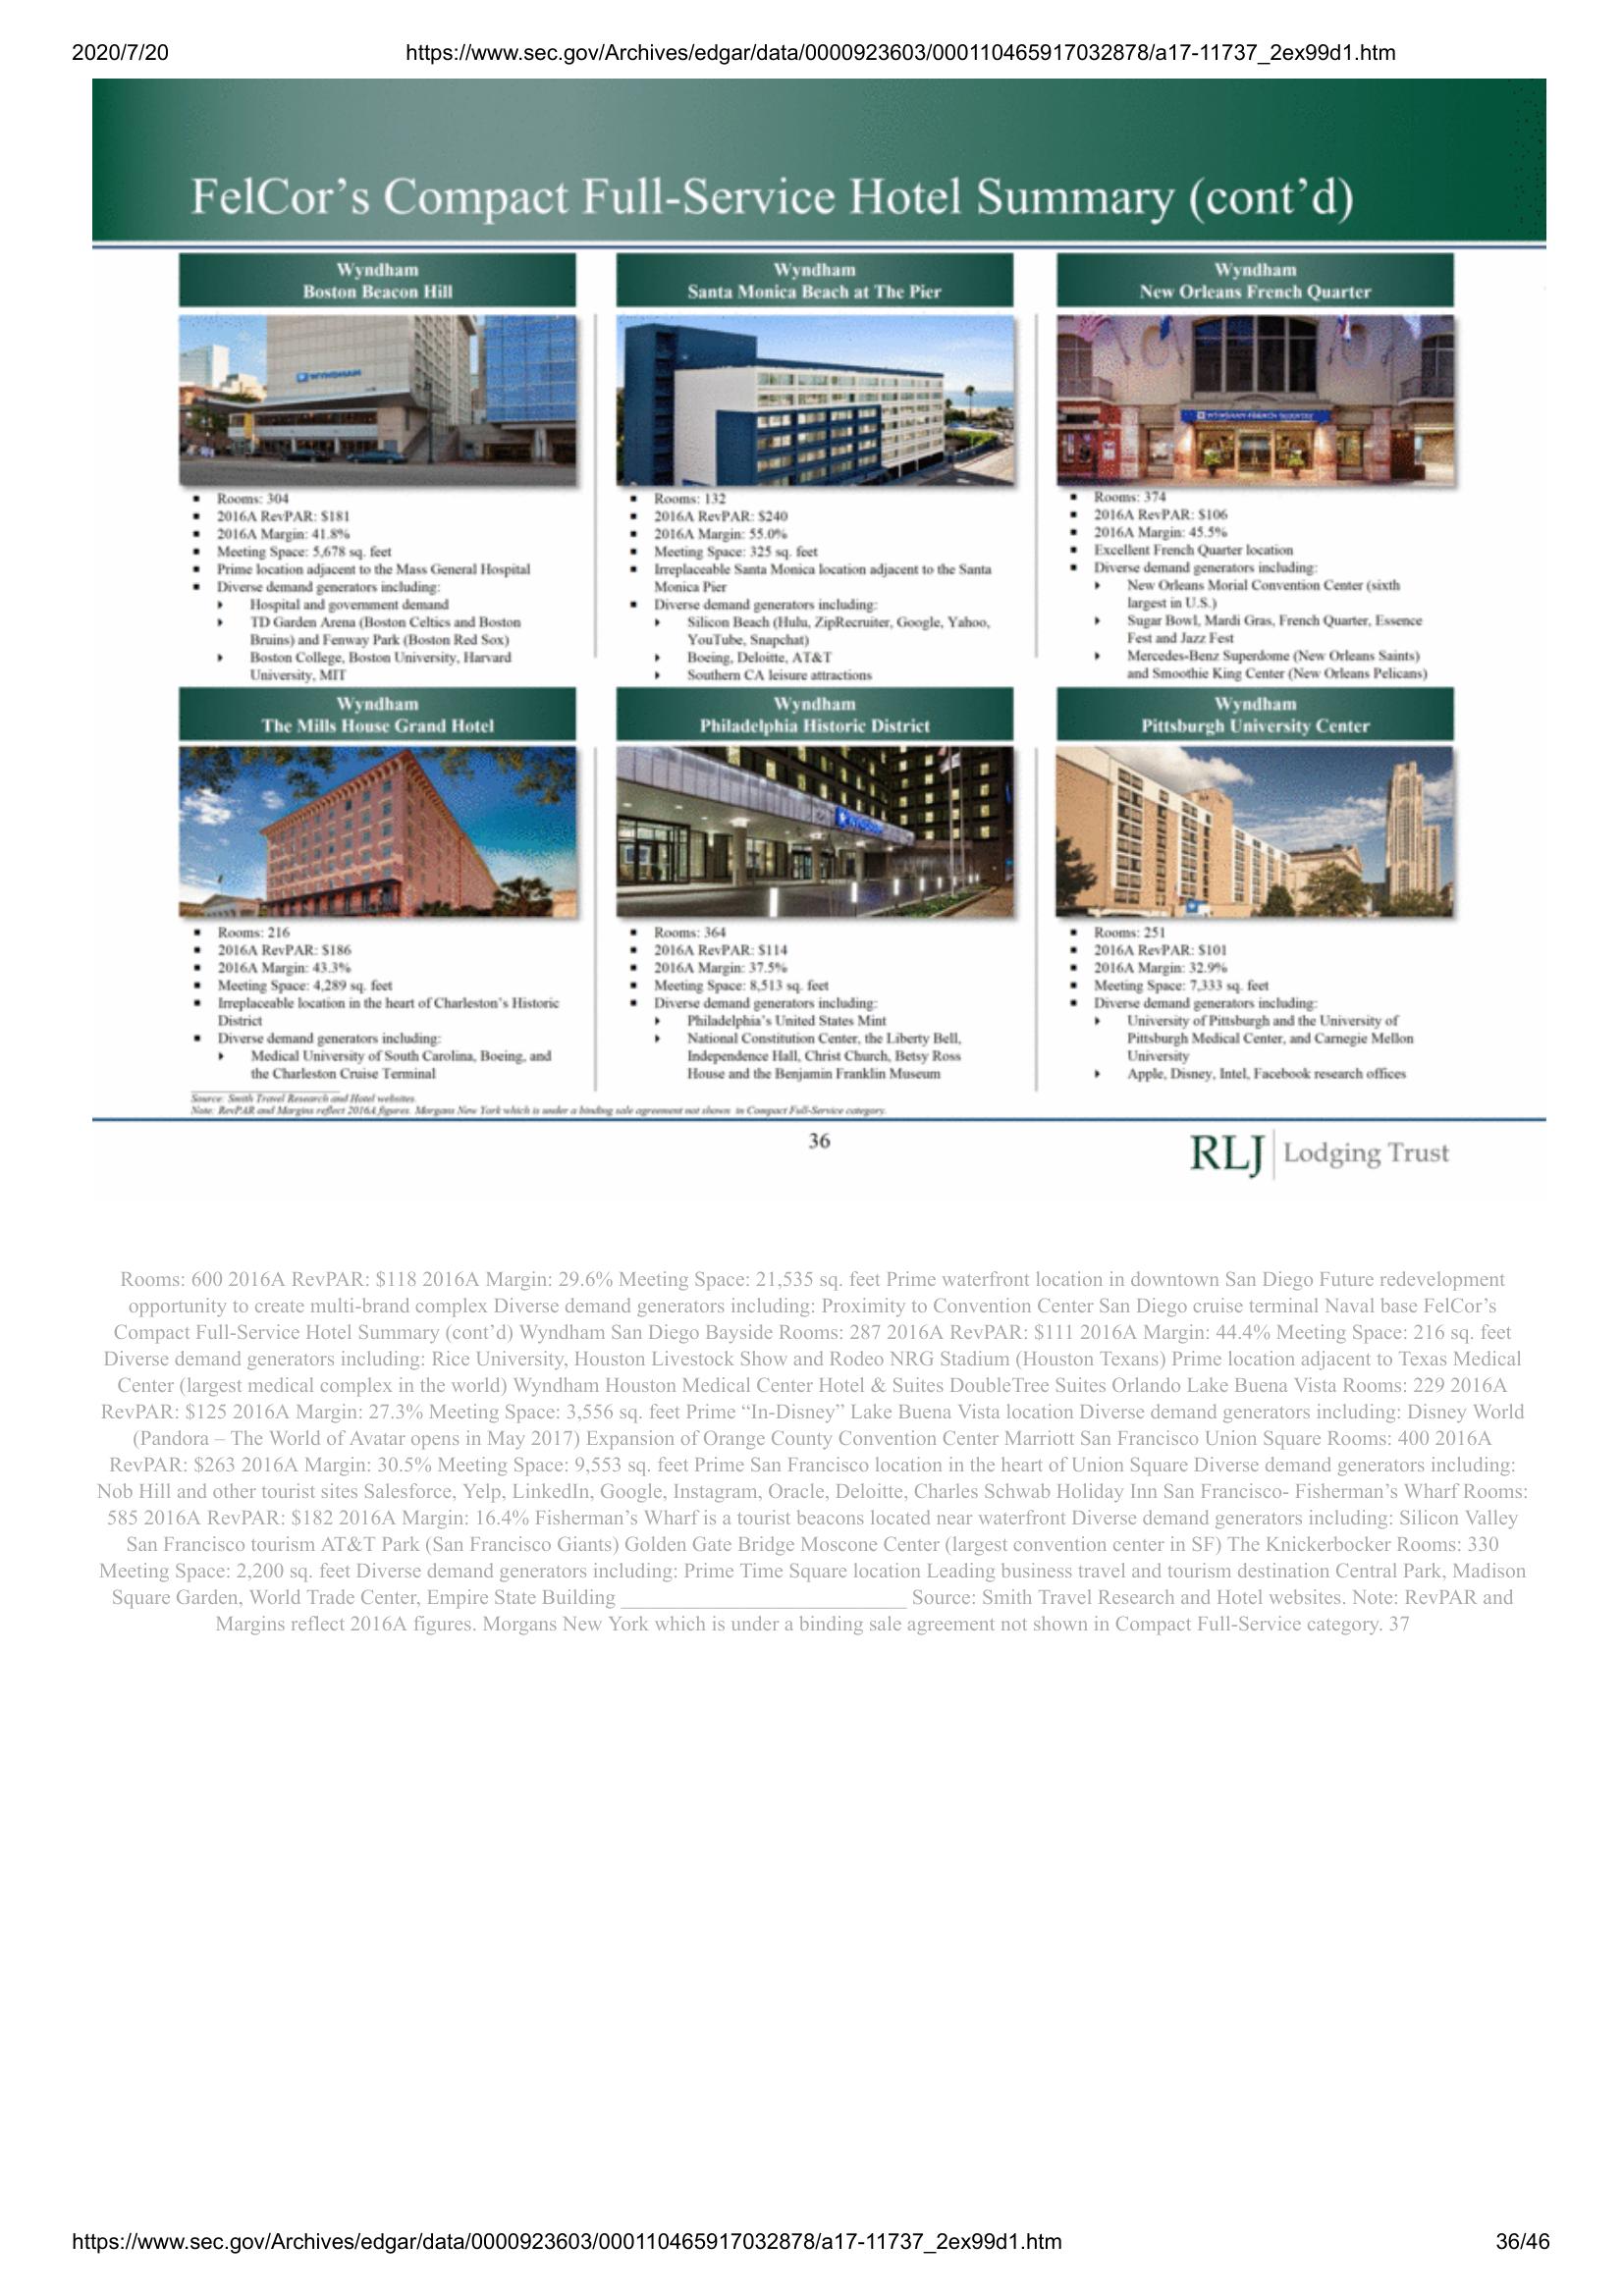 2020/7/20
https://www.sec.gov/Archives/edgar/data/0000923603/000110465917032878/a17-11737_2ex99d1.htm
FelCor’s Compact Full-Service Hotel Summary (cont’d)
Wyndham
Boston Beacon Hill
WYNDHAM
▪ Rooms: 304
▪ 2016A RevPAR: $181
▪ 2016A Margin: 41.8%
▪ Meeting Space: 5,678 sq. feet
▪ Prime location adjacent to the Mass General Hospital
▪ Diverse demand generators including:
‣ Hospital and government demand
‣ TD Garden Arena (Boston Celtics and Boston
Bruins) and Fenway Park (Boston Red Sox)
‣ Boston College, Boston University, Harvard
University, MIT
Wyndham
Santa Monica Beach at The Pier
▪ Rooms: 132
▪ 2016A RevPAR: $240
▪ 2016A Margin: 55.0%
▪ Meeting Space: 325 sq. feet
▪ Irreplaceable Santa Monica location adjacent to the Santa
Monica Pier
▪ Diverse demand generators including:
‣ Silicon Beach (Hulu, ZipRecruiter, Google, Yahoo,
YouTube, Snapchat)
‣ Boeing, Deloitte, AT&T
‣ Southern CA leisure attractions
Wyndham
New Orleans French Quarter
WYNDHAM FRENCH QUARTER
▪ Rooms: 374
▪ 2016A RevPAR: $106
▪ 2016A Margin: 45.5%
▪ Excellent French Quarter location
▪ Diverse demand generators including:
‣ New Orleans Morial Convention Center (sixth
largest in U.S.)
‣ Sugar Bowl, Mardi Gras, French Quarter, Essence
Fest and Jazz Fest
‣ Mercedes-Benz Superdome (New Orleans Saints)
and Smoothie King Center (New Orleans Pelicans)
Wyndham
The Mills House Grand Hotel
▪ Rooms: 216
▪ 2016A RevPAR: $186
▪ 2016A Margin: 43.3%
▪ Meeting Space: 4,289 sq. feet
▪ Irreplaceable location in the heart of Charleston’s Historic
District
▪ Diverse demand generators including:
‣ Medical University of South Carolina, Boeing, and
the Charleston Cruise Terminal
Wyndham
Philadelphia Historic District
WYNDHAM
▪ Rooms: 364
▪ 2016A RevPAR: $114
▪ 2016A Margin: 37.5%
▪ Meeting Space: 8,513 sq. feet
▪ Diverse demand generators including:
‣ Philadelphia’s United States Mint
‣ National Constitution Center, the Liberty Bell,
Independence Hall, Christ Church, Betsy Ross
House and the Benjamin Franklin Museum
Wyndham
Pittsburgh University Center
▪ Rooms: 251
▪ 2016A RevPAR: $101
▪ 2016A Margin: 32.9%
▪ Meeting Space: 7,333 sq. feet
▪ Diverse demand generators including:
‣ University of Pittsburgh and the University of
Pittsburgh Medical Center, and Carnegie Mellon
University
‣ Apple, Disney, Intel, Facebook research offices
Source: Smith Travel Research and Hotel websites.
Note: RevPAR and Margins reflect 2016A figures. Morgans New York which is under a binding sale agreement not shown in Compact Full-Service category.
36
RLJ Lodging Trust
Rooms: 600 2016A RevPAR: $118 2016A Margin: 29.6% Meeting Space: 21,535 sq. feet Prime waterfront location in downtown San Diego Future redevelopment
opportunity to create multi-brand complex Diverse demand generators including: Proximity to Convention Center San Diego cruise terminal Naval base FelCor’s
Compact Full-Service Hotel Summary (cont’d) Wyndham San Diego Bayside Rooms: 287 2016A RevPAR: $111 2016A Margin: 44.4% Meeting Space: 216 sq. feet
Diverse demand generators including: Rice University, Houston Livestock Show and Rodeo NRG Stadium (Houston Texans) Prime location adjacent to Texas Medical
Center (largest medical complex in the world) Wyndham Houston Medical Center Hotel & Suites DoubleTree Suites Orlando Lake Buena Vista Rooms: 229 2016A
RevPAR: $125 2016A Margin: 27.3% Meeting Space: 3,556 sq. feet Prime “In-Disney” Lake Buena Vista location Diverse demand generators including: Disney World
(Pandora – The World of Avatar opens in May 2017) Expansion of Orange County Convention Center Marriott San Francisco Union Square Rooms: 400 2016A
RevPAR: $263 2016A Margin: 30.5% Meeting Space: 9,553 sq. feet Prime San Francisco location in the heart of Union Square Diverse demand generators including:
Nob Hill and other tourist sites Salesforce, Yelp, LinkedIn, Google, Instagram, Oracle, Deloitte, Charles Schwab Holiday Inn San Francisco- Fisherman’s Wharf Rooms:
585 2016A RevPAR: $182 2016A Margin: 16.4% Fisherman’s Wharf is a tourist beacons located near waterfront Diverse demand generators including: Silicon Valley
San Francisco tourism AT&T Park (San Francisco Giants) Golden Gate Bridge Moscone Center (largest convention center in SF) The Knickerbocker Rooms: 330
Meeting Space: 2,200 sq. feet Diverse demand generators including: Prime Time Square location Leading business travel and tourism destination Central Park, Madison
Square Garden, World Trade Center, Empire State Building __________________________ Source: Smith Travel Research and Hotel websites. Note: RevPAR and
Margins reflect 2016A figures. Morgans New York which is under a binding sale agreement not shown in Compact Full-Service category. 37
https://www.sec.gov/Archives/edgar/data/0000923603/000110465917032878/a17-11737_2ex99d1.htm
36/46